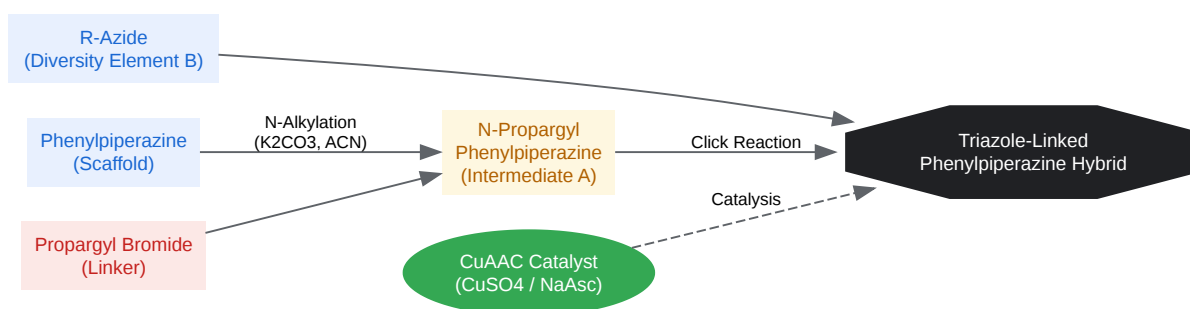 R-Azide
(Diversity Element B)
Phenylpiperazine
(Scaffold)
N-Alkylation
(K2CO3, ACN)
N-Propargyl
Phenylpiperazine
(Intermediate A)
Click Reaction
Triazole-Linked
Phenylpiperazine Hybrid
Catalysis
Propargyl Bromide
(Linker)
CuAAC Catalyst
(CuSO4 / NaAsc)